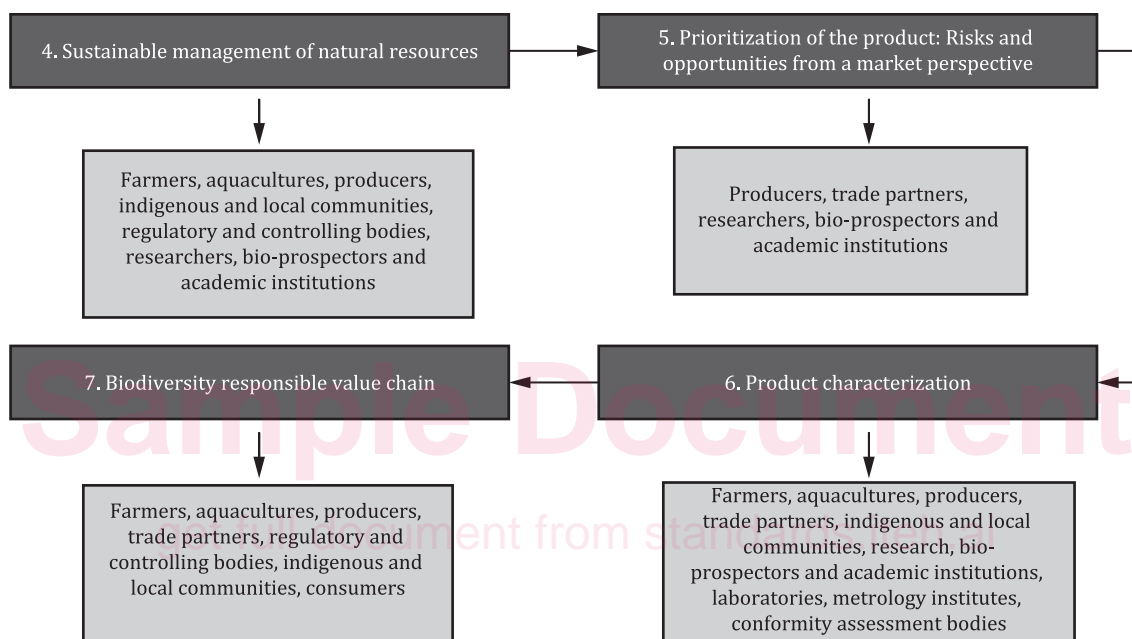 4. Sustainable management of natural resources
5. Prioritization of the product: Risks and
opportunities from a market perspective
Farmers, aquacultures, producers,
indigenous and local communities,
regulatory and controlling bodies,
researchers, bio-prospectors and
academic institutions
Producers, trade partners,
researchers, bio-prospectors and
academic institutions
7. Biodiversity responsible value chain
6. Product characterization
Sample Document
Farmers, aquacultures, producers,
trade partners, regulatory and
controlling bodies, indigenous and
local communities, consumers
Farmers, aquacultures, producers,
trade partners, indigenous and local
communities, research, bio-
prospectors and academic institutions,
laboratories, metrology institutes,
conformity assessment bodies
get full document from standards.iteh.ai